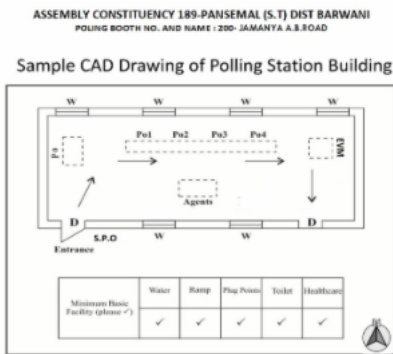 ASSEMBLY CONSTITUENCY 189-PANSEMAL (S.T) DIST BARWANI
POLING BOOTH NO. AND NAME : 200- JAMANYA A.B.ROAD
Sample CAD Drawing of Polling Station Building
W W W W
Po1 Po2 Po3 Po4
Po
EVM
Agents
D D
S.P.O W W
Entrance
Minimum Basic Facility (please ✓) Water Ramp Plug Points Toilet Healthcare
✓ ✓ ✓ ✓ ✓
N